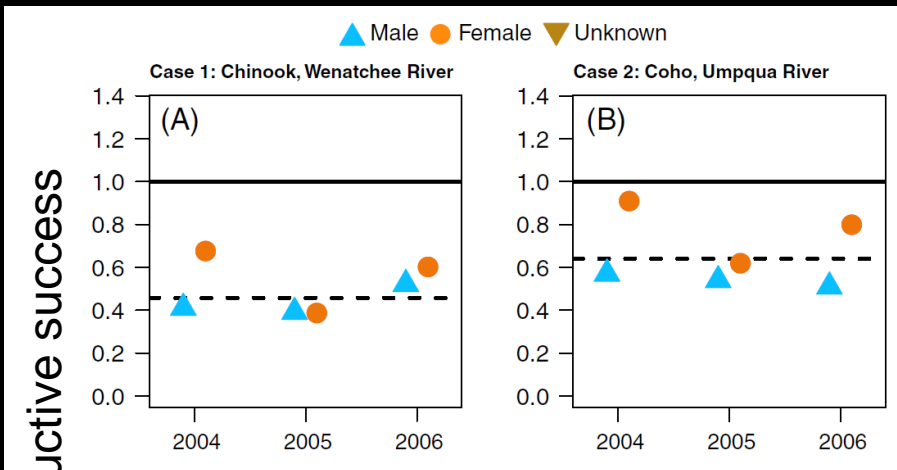 Male Female Unknown
Case 1: Chinook, Wenatchee River
(A)
1.4
1.2
1.0
0.8
0.6
0.4
0.2
0.0
2004 2005 2006
Case 2: Coho, Umpqua River
(B)
1.4
1.2
1.0
0.8
0.6
0.4
0.2
0.0
2004 2005 2006
uctive success